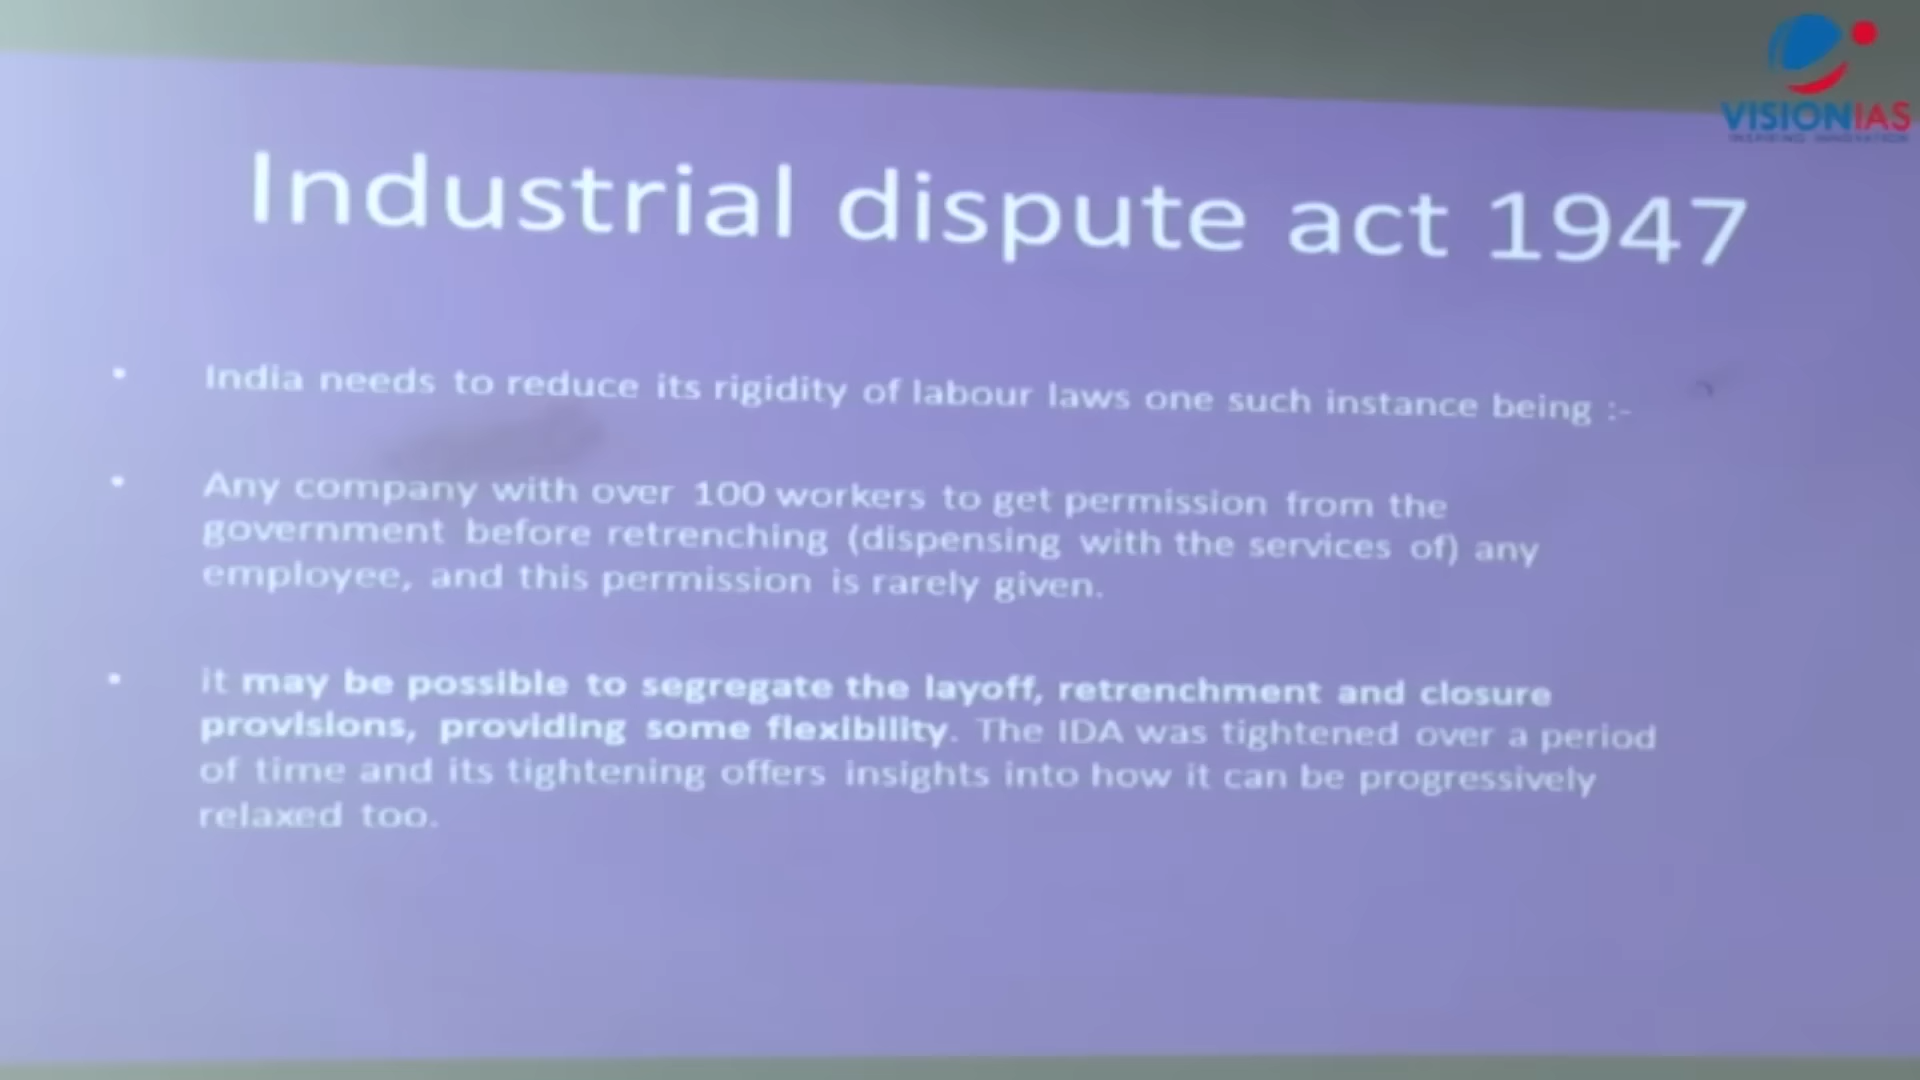 VISIONIAS
INSPIRING INNOVATION
Industrial dispute act 1947
• India needs to reduce its rigidity of labour laws one such instance being :-
• Any company with over 100 workers to get permission from the
government before retrenching (dispensing with the services of) any
employee, and this permission is rarely given.
• it may be possible to segregate the layoff, retrenchment and closure
provisions, providing some flexibility. The IDA was tightened over a period
of time and its tightening offers insights into how it can be progressively
relaxed too.